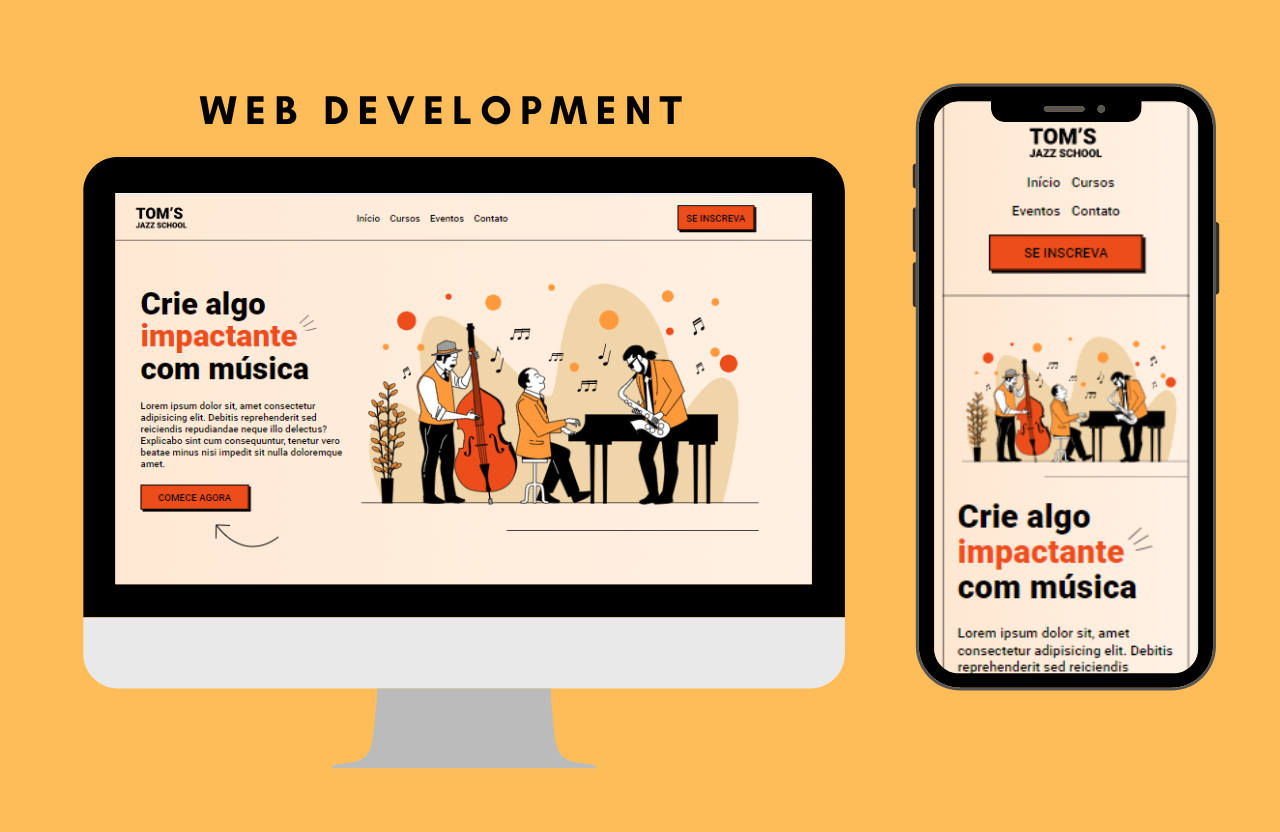 WEB DEVELOPMENT
TOM'S
JAZZ SCHOOL
Início Cursos Eventos Contato
SE INSCREVA
Crie algo
impactante
com música
Lorem ipsum dolor sit, amet consectetur
adipisicing elit. Debitis reprehenderit sed
reiciendis repudiandae neque illo delectus?
Explicabo sint cum consequuntur, tenetur vero
beatae minus nisi impedit sit nulla doloremque
amet.
COMECE AGORA
TOM'S
JAZZ SCHOOL
Início Cursos
Eventos Contato
SE INSCREVA
Crie algo
impactante
com música
Lorem ipsum dolor sit, amet
consectetur adipisicing elit. Debitis
reprehenderit sed reiciendis